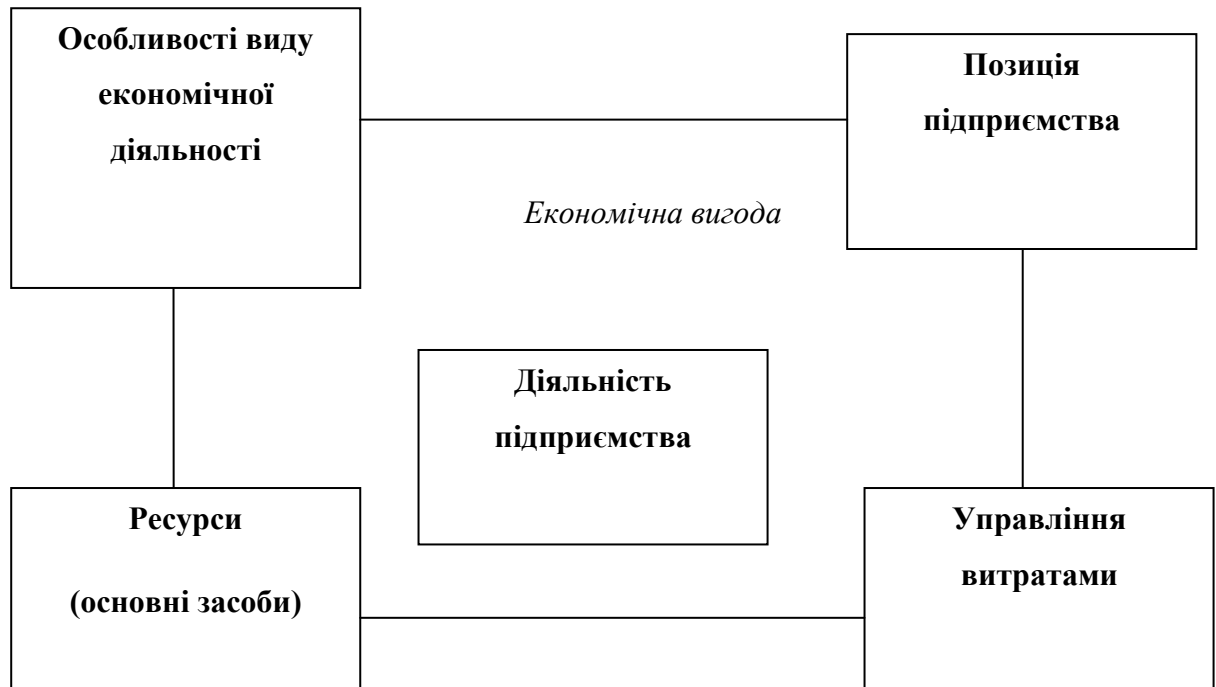 Особливості виду
економічної
діяльності
Позиція
підприємства
Економічна вигода
Діяльність
підприємства
Ресурси
(основні засоби)
Управління
витратами